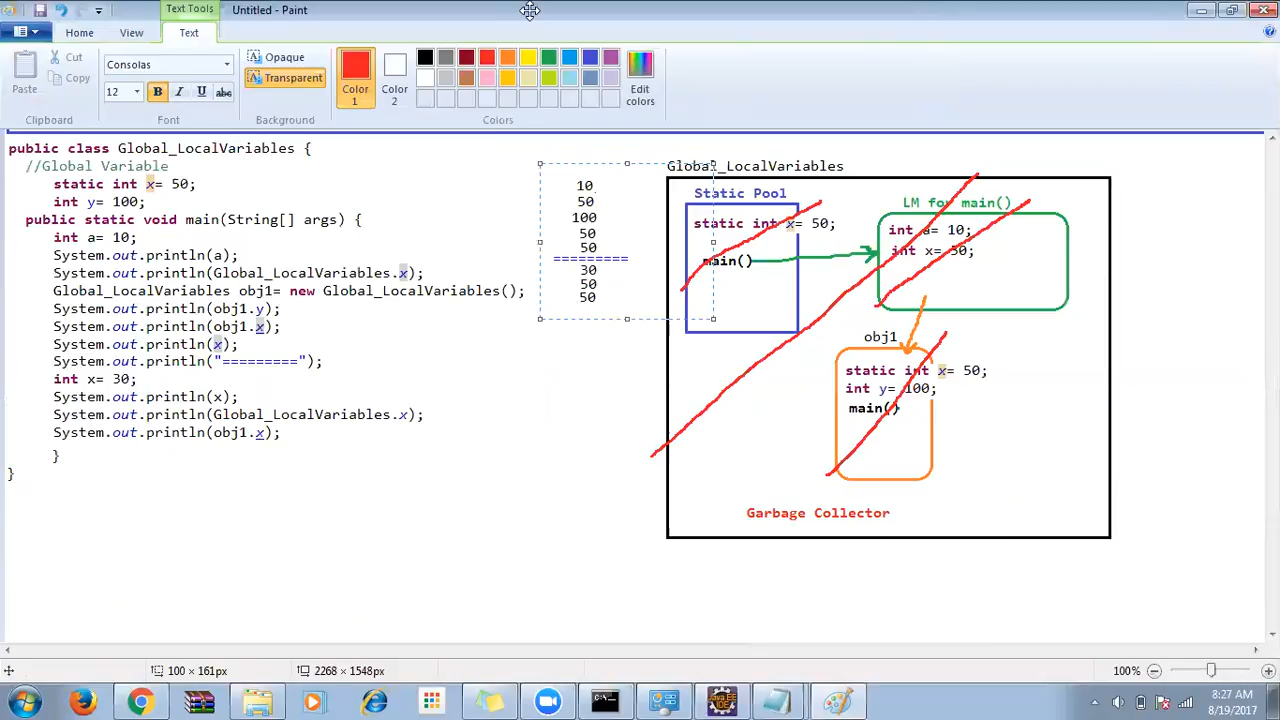 Text Tools
Untitled - Paint
Home
View
Text
Paste
Cut
Copy
Clipboard
Consolas
12
B
I
U
abc
Font
Opaque
Transparent
Background
Color
1
Color
2
Edit
colors
Colors
public class Global_LocalVariables {
//Global Variable
static int x= 50;
int y= 100;
public static void main(String[] args) {
int a= 10;
System.out.println(a);
System.out.println(Global_LocalVariables.x);
Global_LocalVariables obj1= new Global_LocalVariables();
System.out.println(obj1.y);
System.out.println(obj1.x);
System.out.println(x);
System.out.println("=========");
int x= 30;
System.out.println(x);
System.out.println(Global_LocalVariables.x);
System.out.println(obj1.x);
}
}
10
50
100
50
50
=========
30
50
50
Global_LocalVariables
Static Pool
static int x= 50;
main()
LM for main()
int a= 10;
int x= 30;
obj1
static int x= 50;
int y= 100;
main()
Garbage Collector
100 × 161px
2268 × 1548px
100%
Java EE
IDE
8:27 AM
8/19/2017